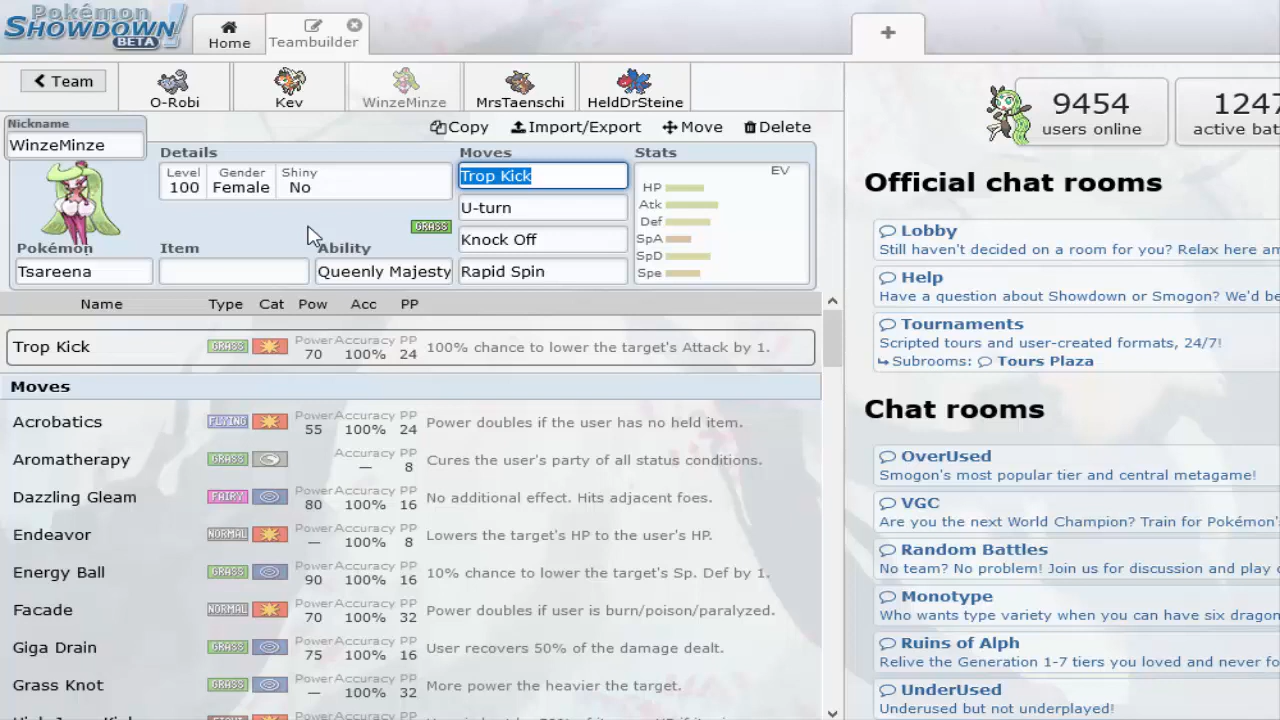 Pokémon
SHOWDOWN!
BETA
Home
Teambuilder
+
Team
O-Robi
Kev
WinzeMinze
MrsTaenschi
HeldDrSteine
9454
users online
1247
active bat
Copy
Import/Export
Move
Delete
Nickname
WinzeMinze
Details
Level
100
Gender
Female
Shiny
No
GRASS
Pokémon
Tsareena
Item
Ability
Queenly Majesty
Moves
Trop Kick
U-turn
Knock Off
Rapid Spin
Stats
EV
HP
Atk
Def
SpA
SpD
Spe
Name Type Cat Pow Acc PP
Trop Kick GRASS Power 70 Accuracy 100% PP 24 100% chance to lower the target's Attack by 1.
Moves
Acrobatics FLYING Power 55 Accuracy 100% PP 24 Power doubles if the user has no held item.
Aromatherapy GRASS Accuracy — PP 8 Cures the user's party of all status conditions.
Dazzling Gleam FAIRY Power 80 Accuracy 100% PP 16 No additional effect. Hits adjacent foes.
Endeavor NORMAL Power — Accuracy 100% PP 8 Lowers the target's HP to the user's HP.
Energy Ball GRASS Power 90 Accuracy 100% PP 16 10% chance to lower the target's Sp. Def by 1.
Facade NORMAL Power 70 Accuracy 100% PP 32 Power doubles if user is burn/poison/paralyzed.
Giga Drain GRASS Power 75 Accuracy 100% PP 16 User recovers 50% of the damage dealt.
Grass Knot GRASS Power — Accuracy 100% PP 32 More power the heavier the target.
Official chat rooms
Lobby
Still haven't decided on a room for you? Relax here am
Help
Have a question about Showdown or Smogon? We'd be
Tournaments
Scripted tours and user-created formats, 24/7!
Subrooms: Tours Plaza
Chat rooms
OverUsed
Smogon's most popular tier and central metagame!
VGC
Are you the next World Champion? Train for Pokémon'
Random Battles
No team? No problem! Join us for discussion and play
Monotype
Who wants type variety when you can have six dragon
Ruins of Alph
Relive the Generation 1-7 tiers you loved and never fo
UnderUsed
Underused but not underplayed!